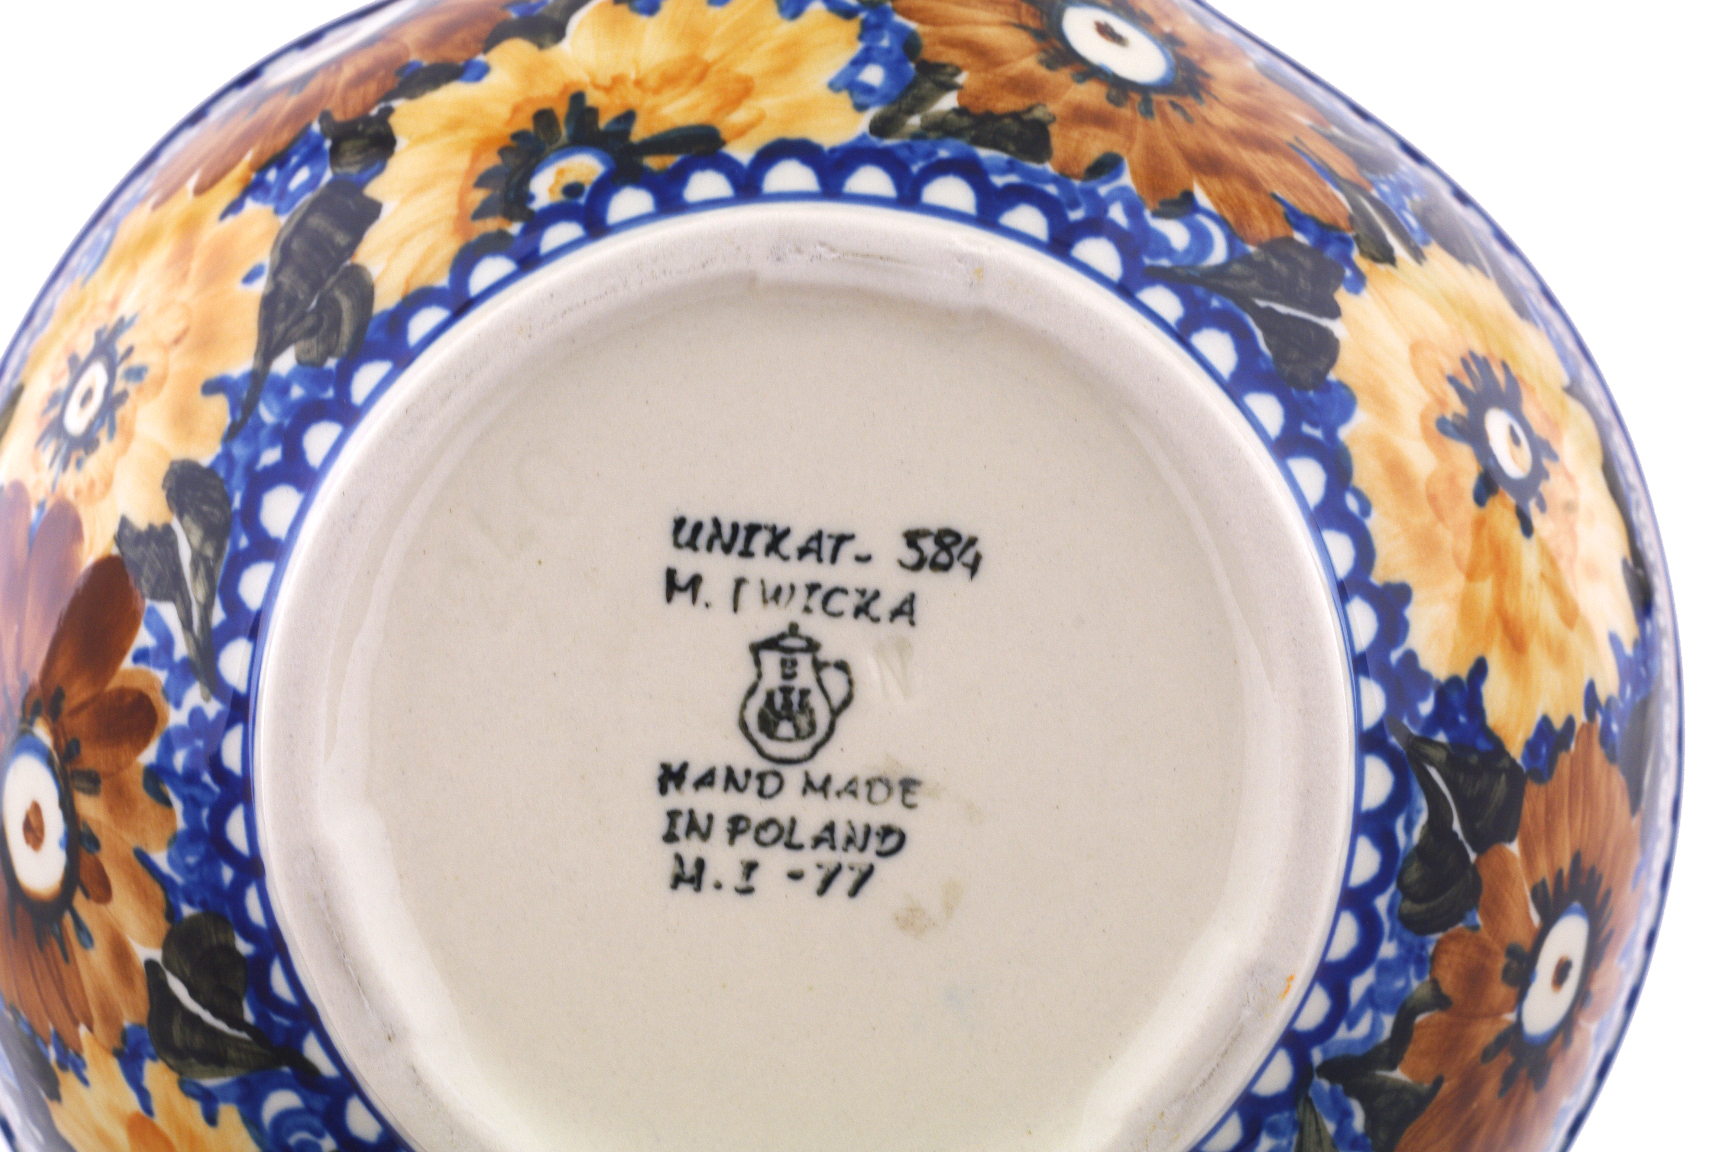 UNIKAT- 584
M. IWICKA
HAND MADE
IN POLAND
M.I -77